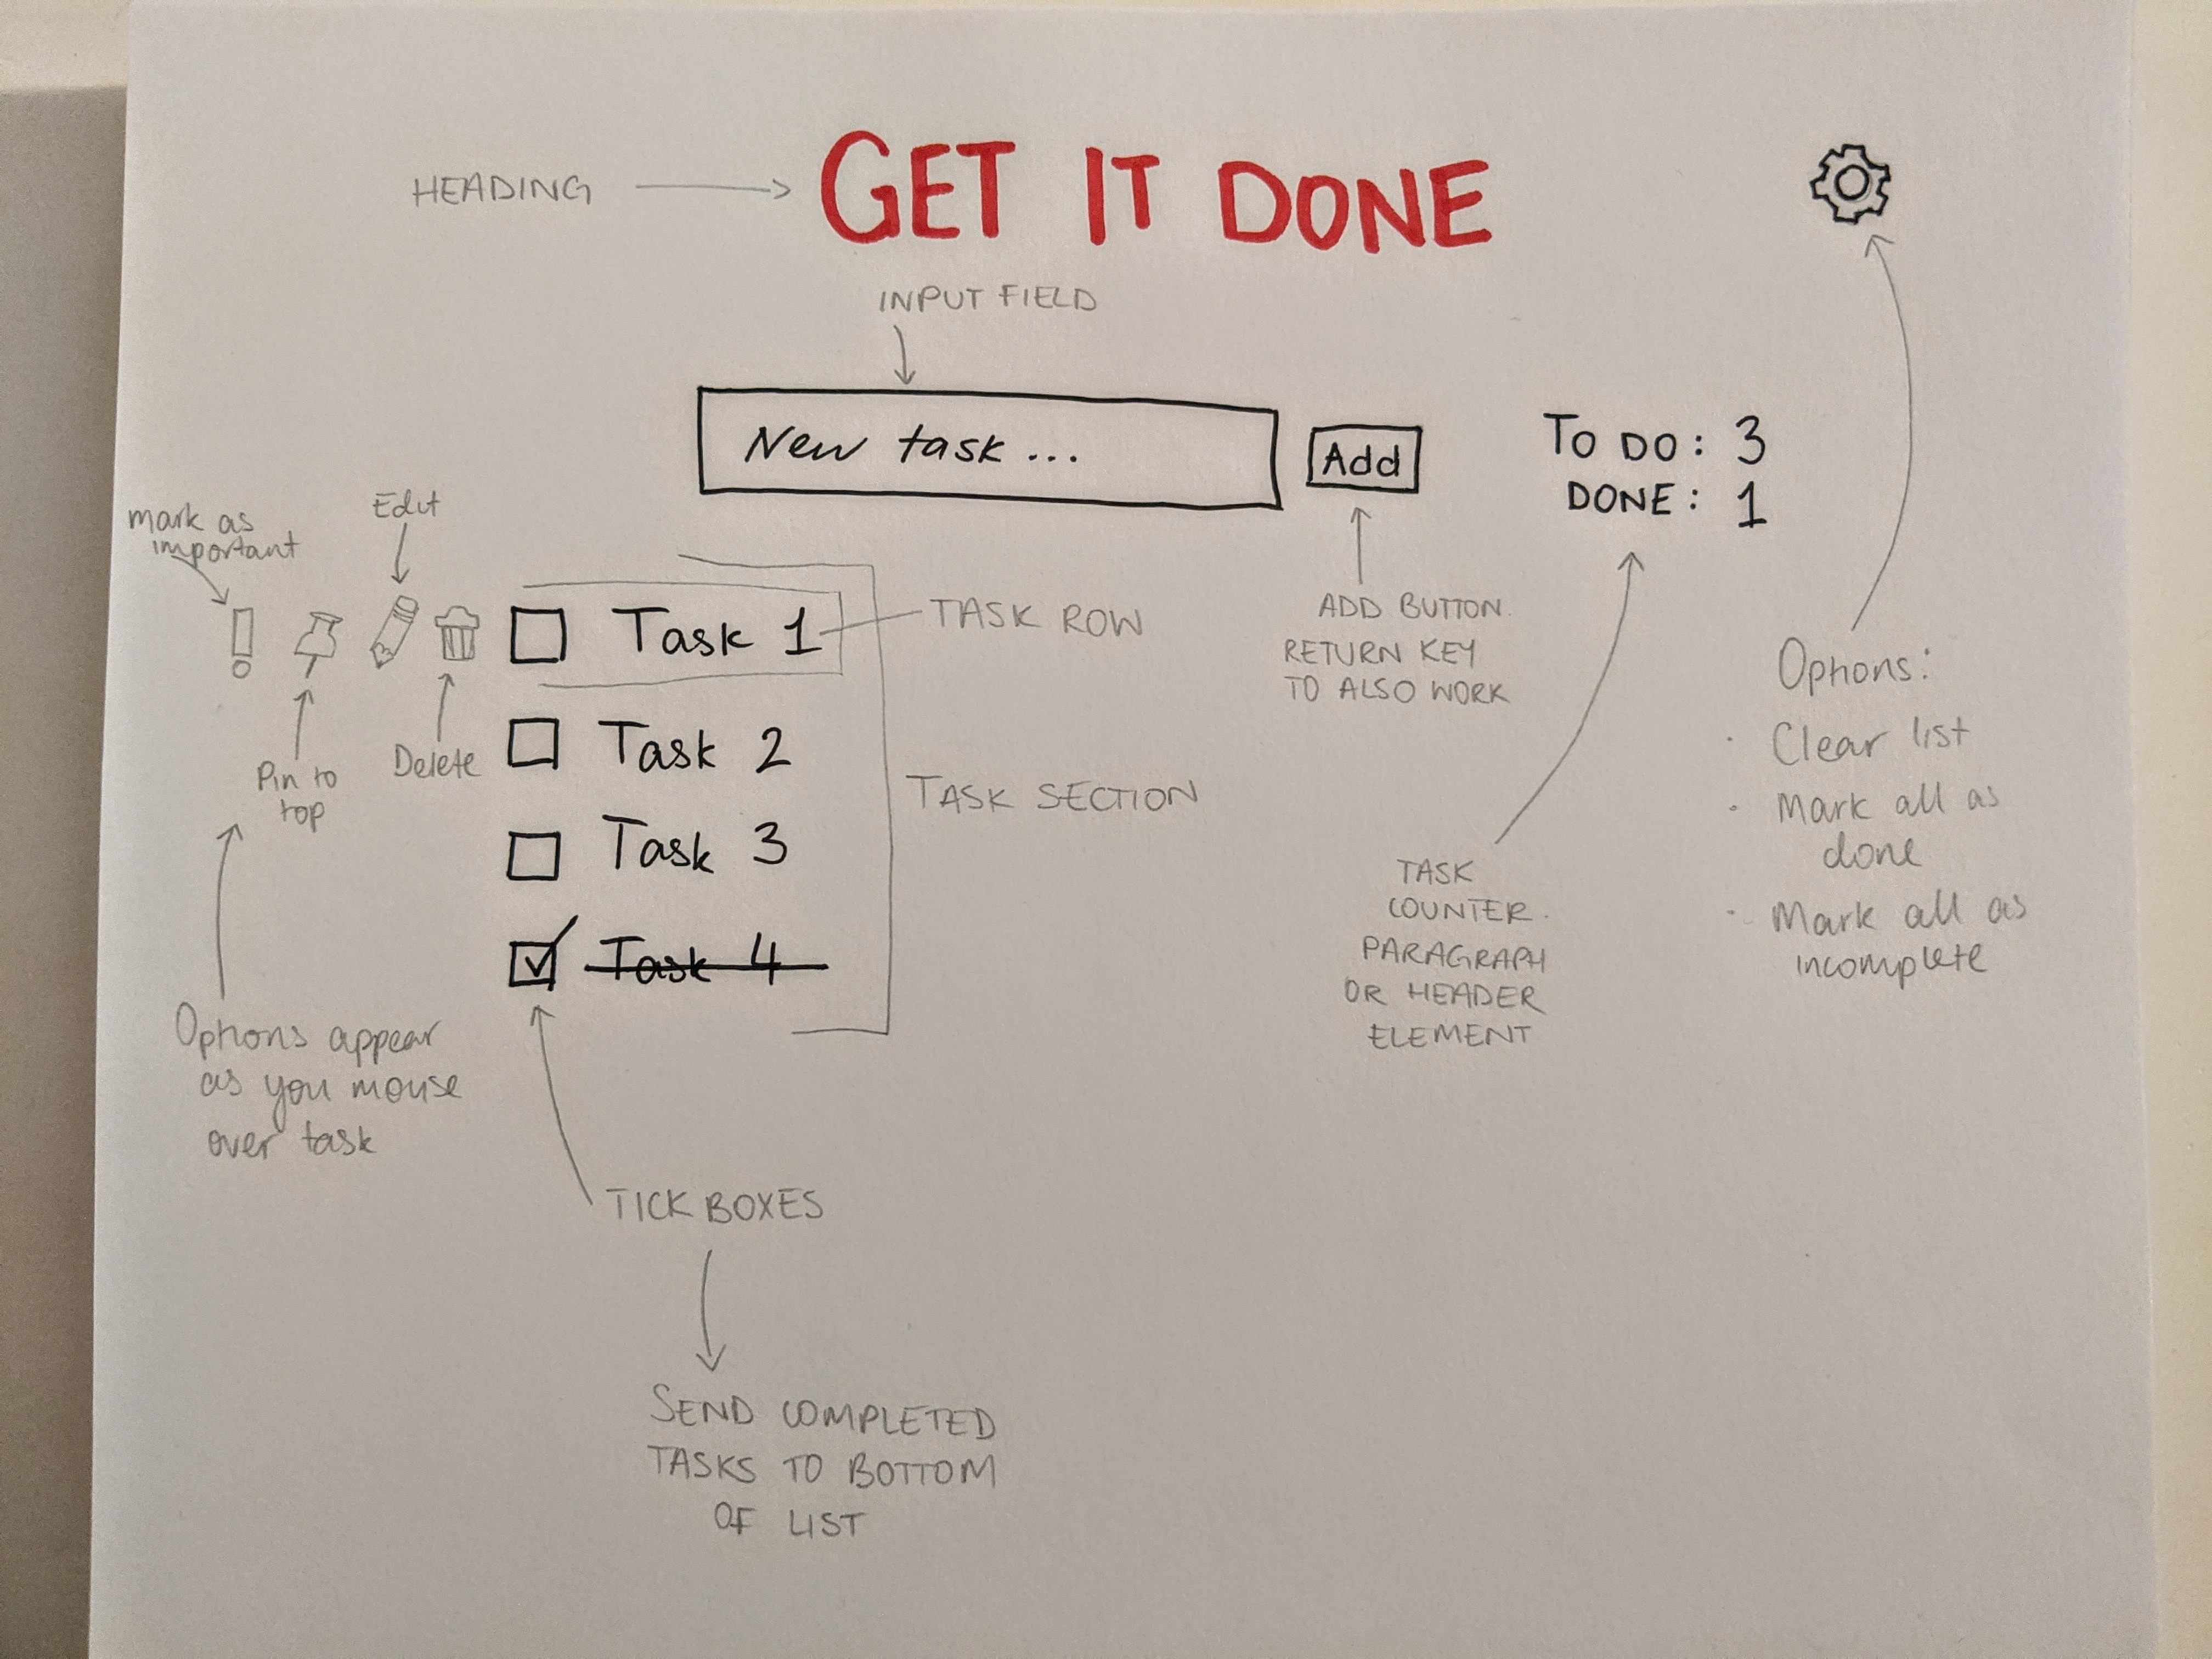 HEADING
GET IT DONE
INPUT FIELD
New task...
Add
TO DO: 3
DONE: 1
mark as
important
Edit
Pin to
top
Delete
Task 1
TASK ROW
Task 2
Task 3
Task 4
TASK SECTION
ADD BUTTON.
RETURN KEY
TO ALSO WORK
Options:
· Clear list
· Mark all as
done
· Mark all as
incomplete
TASK
COUNTER.
PARAGRAPH
OR HEADER
ELEMENT
Options appear
as you mouse
over task
TICK BOXES
SEND COMPLETED
TASKS TO BOTTOM
OF LIST